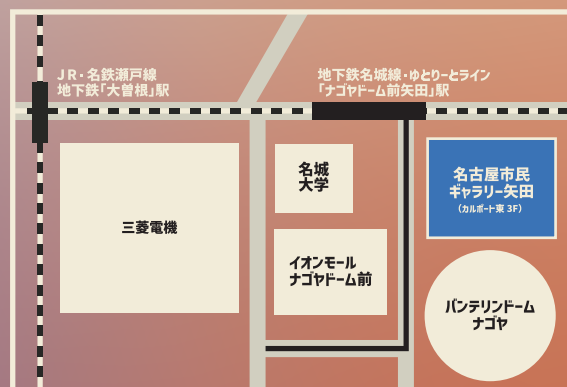 JR・名鉄瀬戸線
地下鉄「大曽根」駅
地下鉄名城線・ゆとりーとライン
「ナゴヤドーム前矢田」駅
三菱電機
名城
大学
イオンモール
ナゴヤドーム前
名古屋市民
ギャラリー矢田
（カルポート東 3F）
バンテリンドーム
ナゴヤ